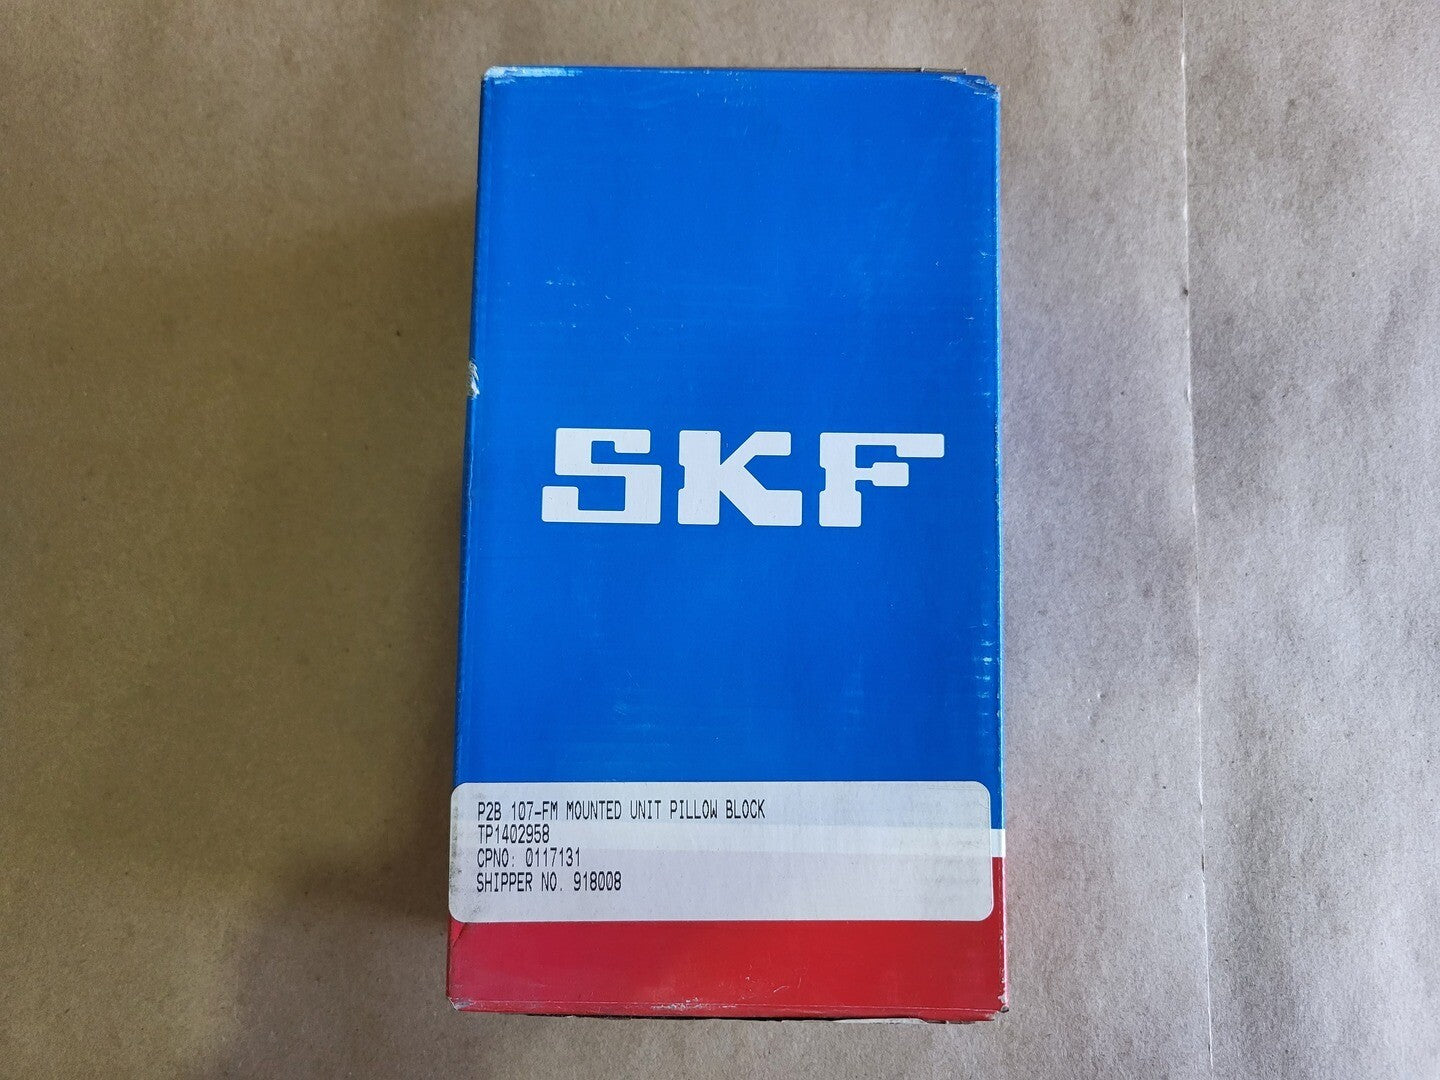 SKF
P2B 107-FM MOUNTED UNIT PILLOW BLOCK
TP1402958
CPNO: 0117131
SHIPPER NO. 918008